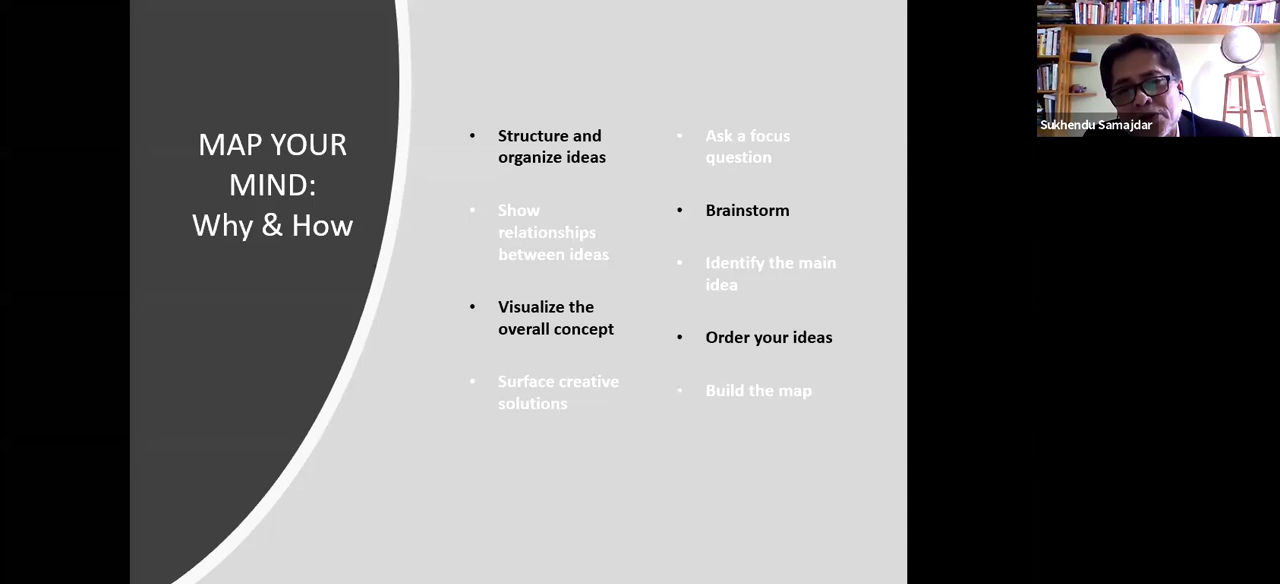 MAP YOUR
MIND:
Why & How
• Structure and
organize ideas
• Show
relationships
between ideas
• Visualize the
overall concept
• Surface creative
solutions
• Ask a focus
question
• Brainstorm
• Identify the main
idea
• Order your ideas
• Build the map
Sukhendu Samajdar